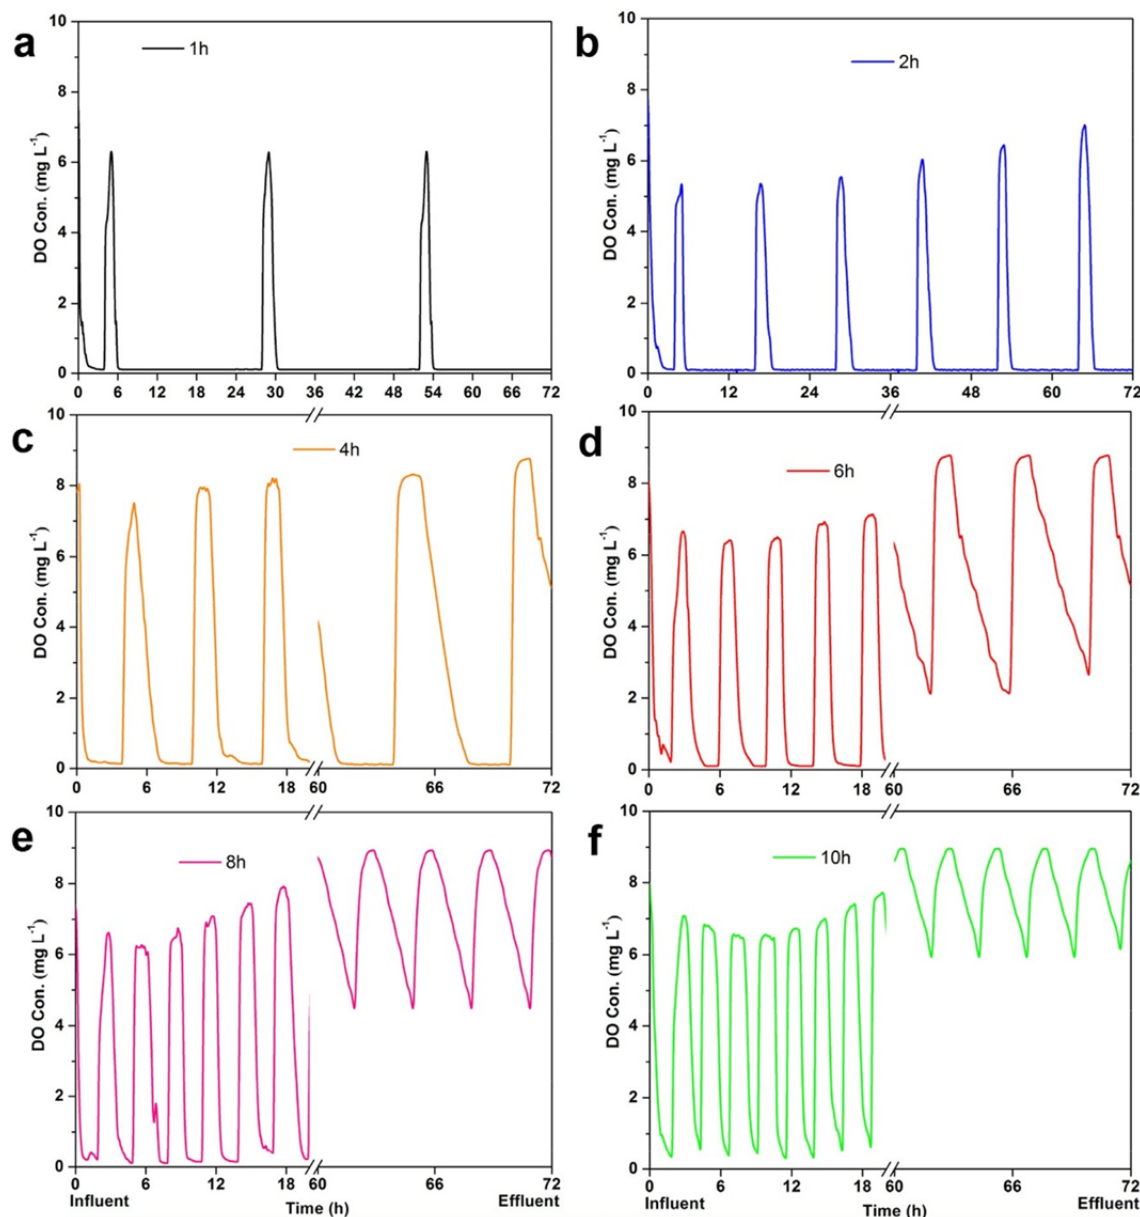 a
1h
10
8
6
4
2
0
DO Con. (mg L-1)
0 6 12 18 24 30 36 42 48 54 60 66 72
b
2h
10
8
6
4
2
0
DO Con. (mg L-1)
0 12 24 36 48 60 72
c
4h
10
8
6
4
2
0
DO Con. (mg L-1)
0 6 12 18 60 66 72
d
6h
10
8
6
4
2
0
DO Con. (mg L-1)
0 6 12 18 60 66 72
e
8h
10
8
6
4
2
0
DO Con. (mg L-1)
0 6 12 18 60 66 72
Influent Time (h) Effluent
f
10h
10
8
6
4
2
0
DO Con. (mg L-1)
0 6 12 18 60 66 72
Influent Time (h) Effluent